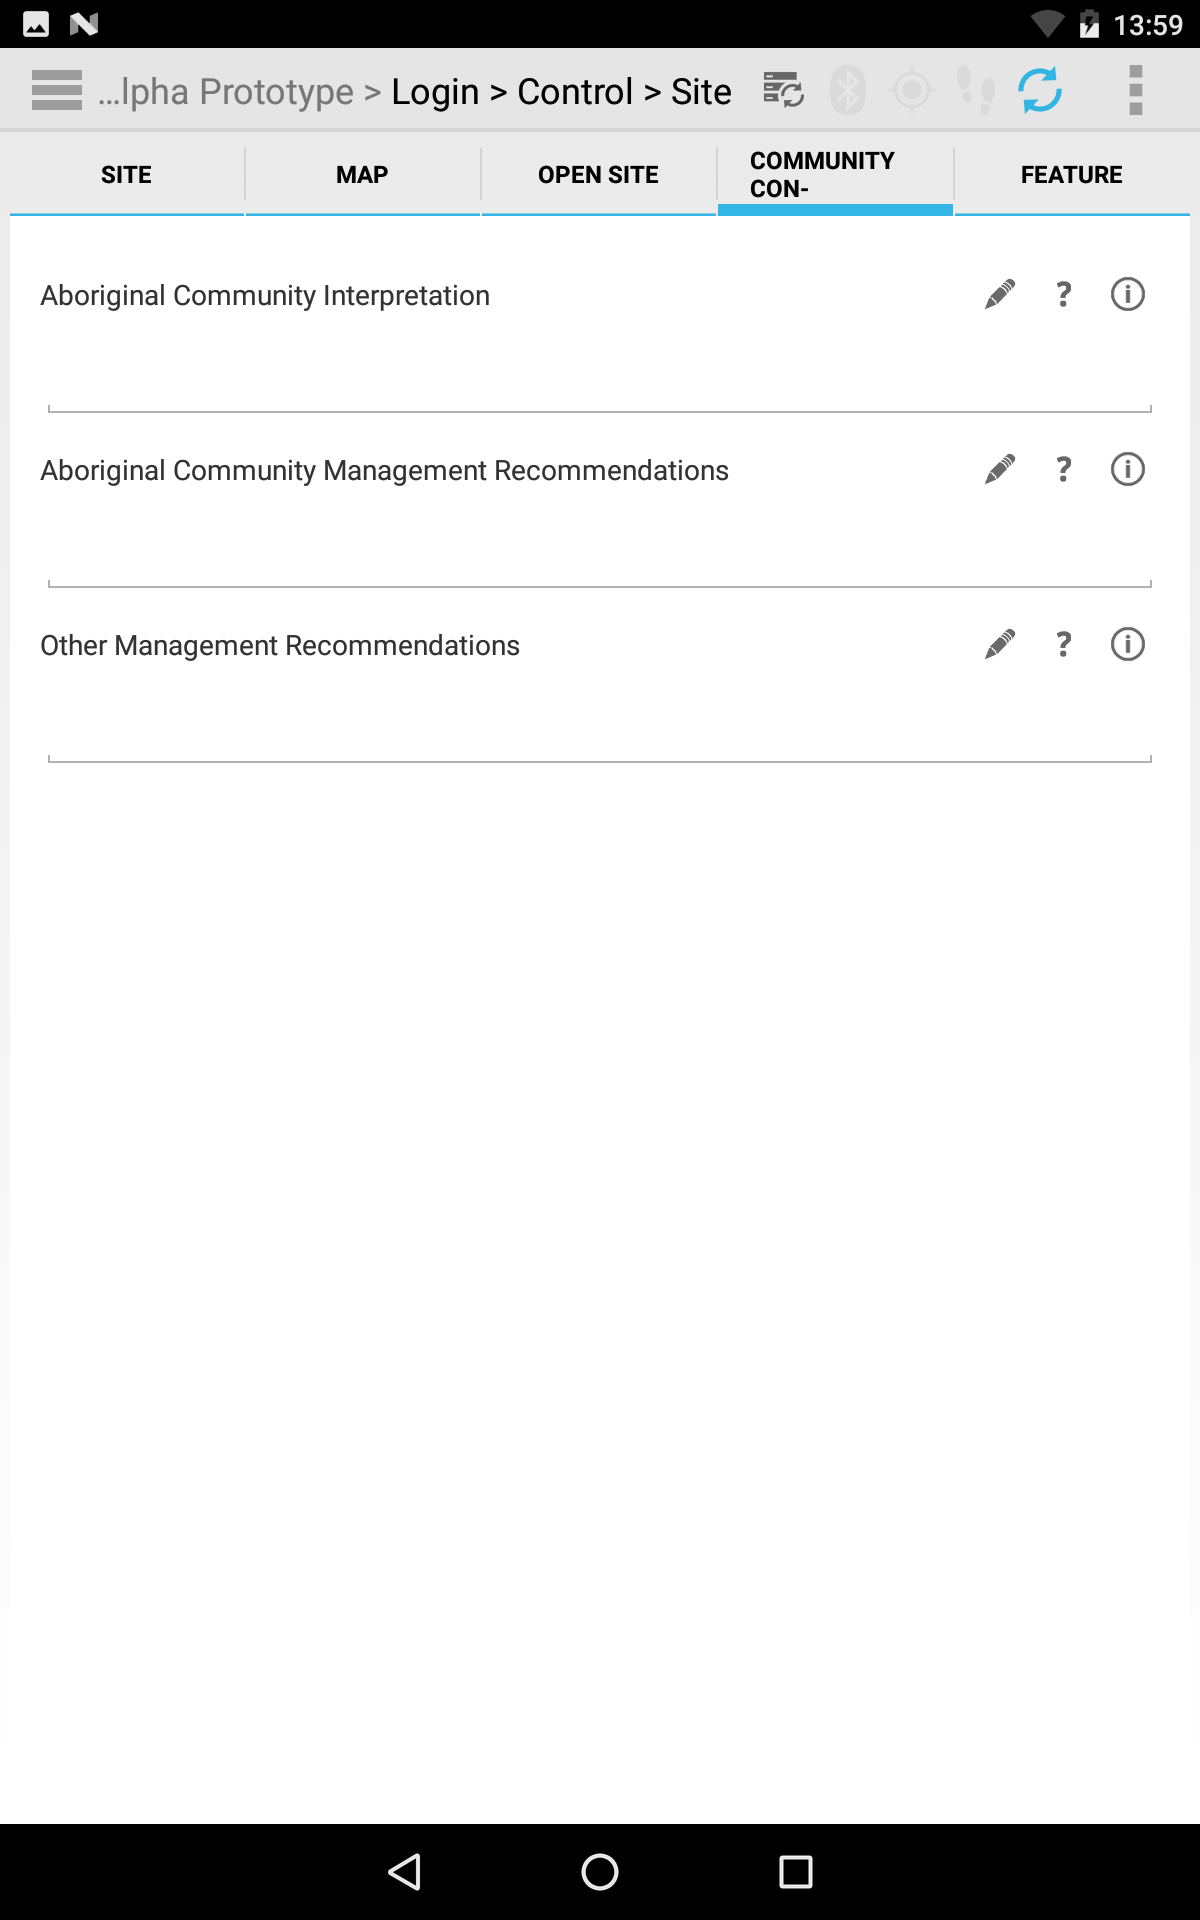 13:59
...lpha Prototype > Login > Control > Site
SITE
MAP
OPEN SITE
COMMUNITY
CON-
FEATURE
Aboriginal Community Interpretation
?
Aboriginal Community Management Recommendations
?
Other Management Recommendations
?